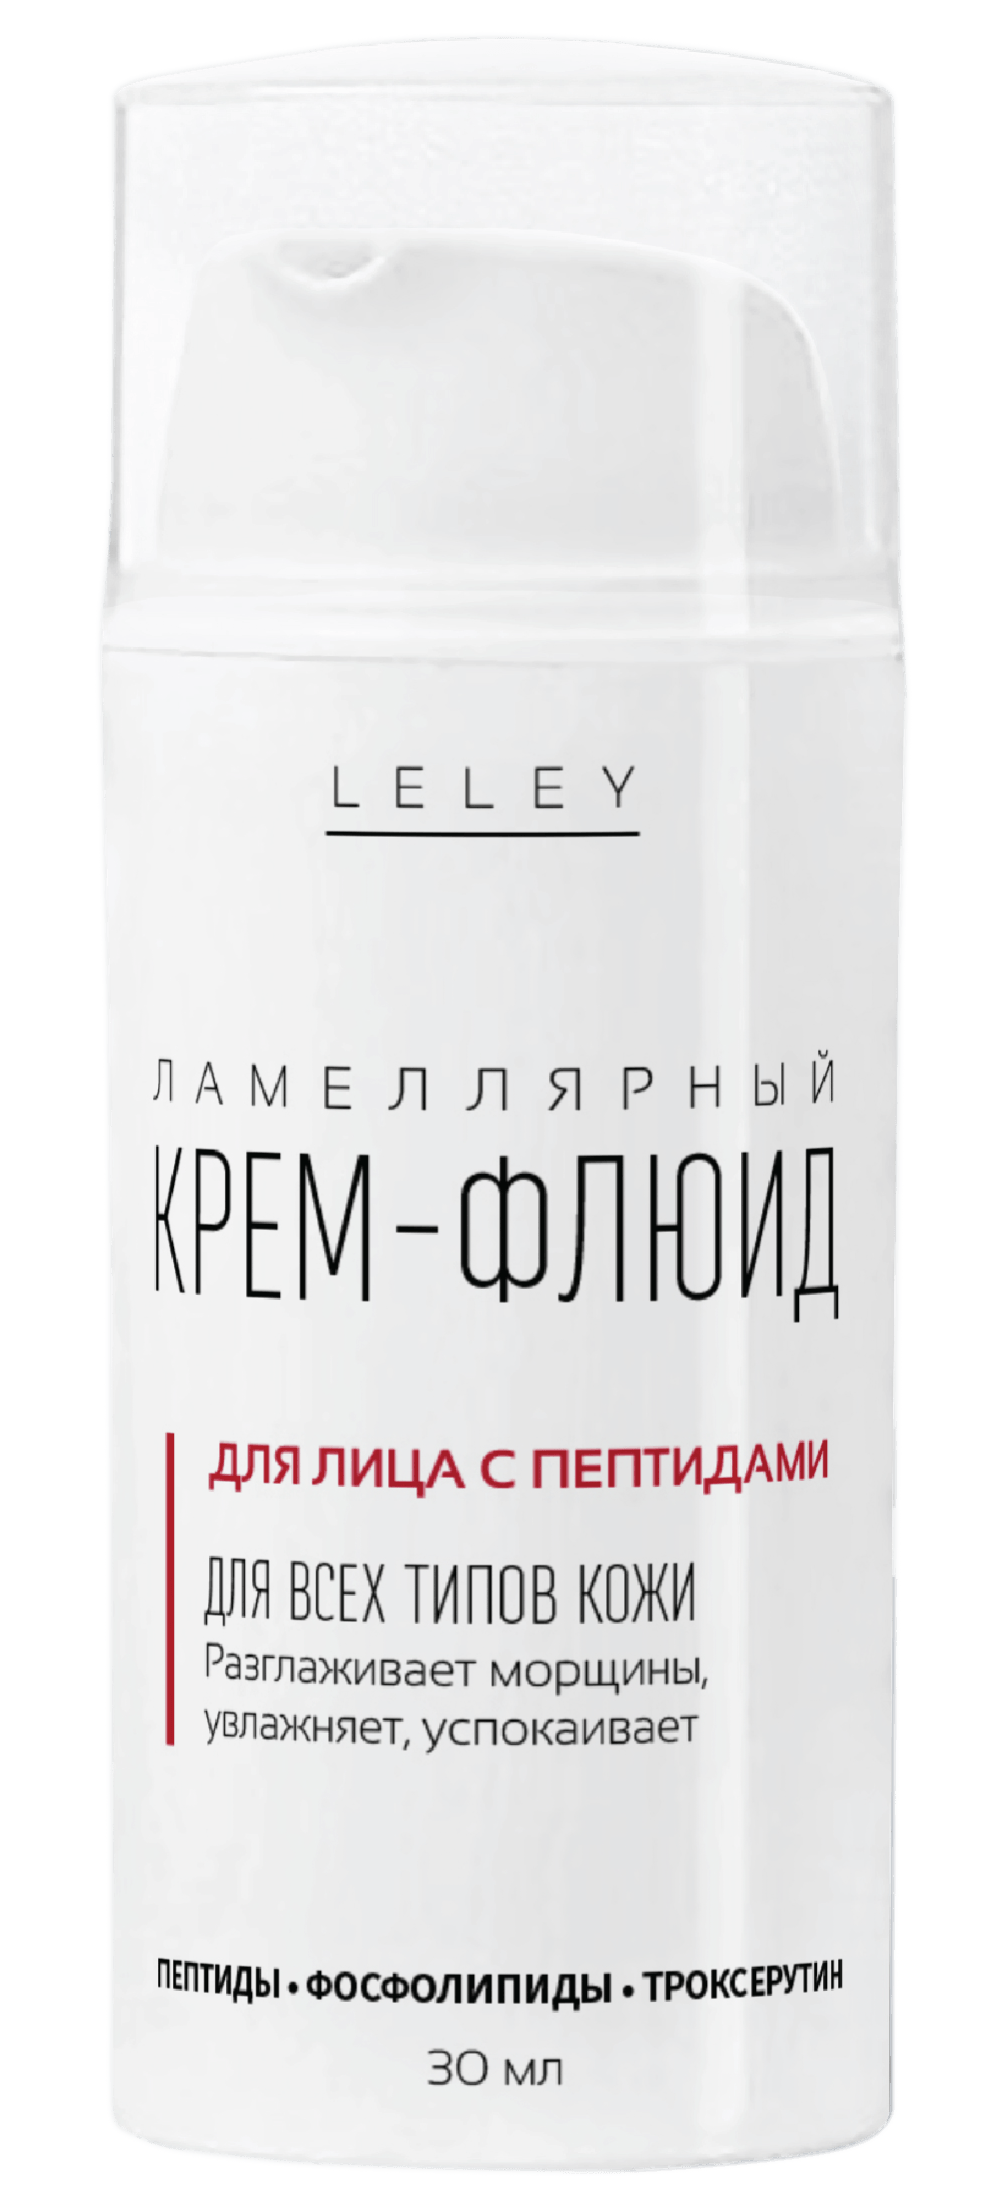 LELEY
ЛАМЕЛЛЯРНЫЙ
КРЕМ-ФЛЮИД
ДЛЯ ЛИЦА С ПЕПТИДАМИ
ДЛЯ ВСЕХ ТИПОВ КОЖИ
Разглаживает морщины,
увлажняет, успокаивает
ПЕПТИДЫ • ФОСФОЛИПИДЫ • ТРОКСЕРУТИН
30 мл